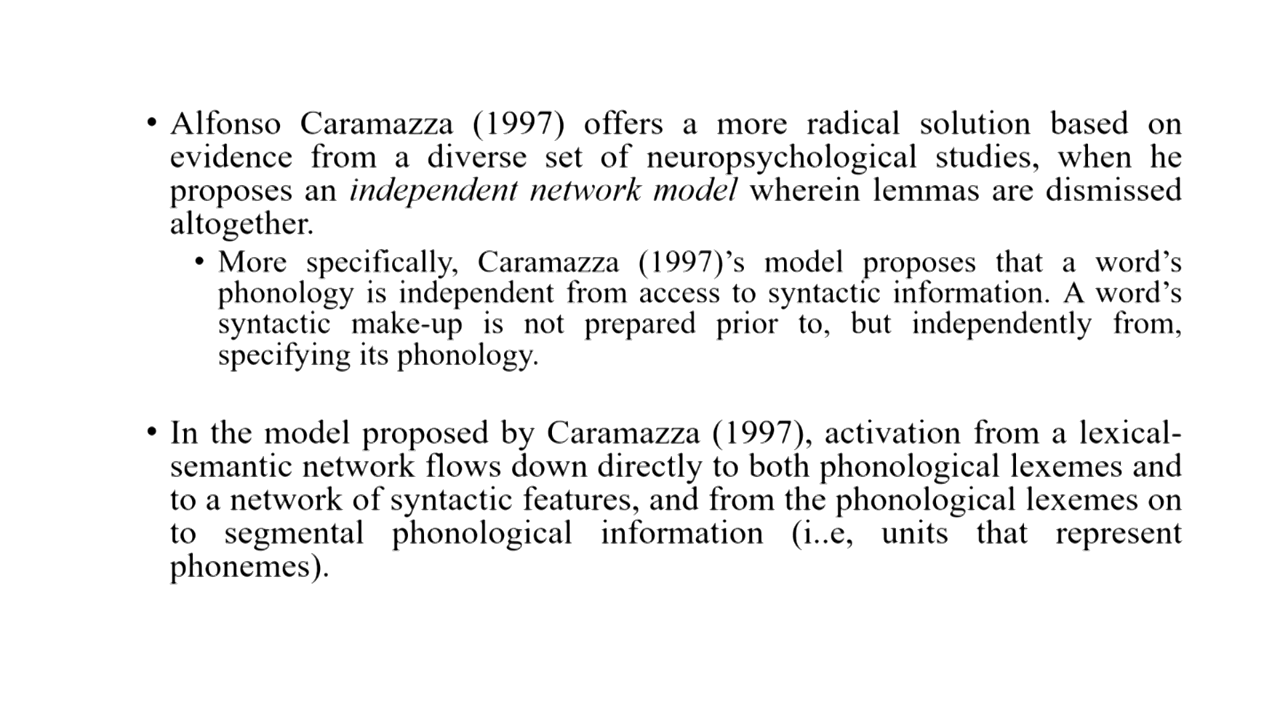 • Alfonso Caramazza (1997) offers a more radical solution based on
evidence from a diverse set of neuropsychological studies, when he
proposes an independent network model wherein lemmas are dismissed
altogether.
• More specifically, Caramazza (1997)’s model proposes that a word’s
phonology is independent from access to syntactic information. A word’s
syntactic make-up is not prepared prior to, but independently from,
specifying its phonology.
• In the model proposed by Caramazza (1997), activation from a lexical-
semantic network flows down directly to both phonological lexemes and
to a network of syntactic features, and from the phonological lexemes on
to segmental phonological information (i..e, units that represent
phonemes).